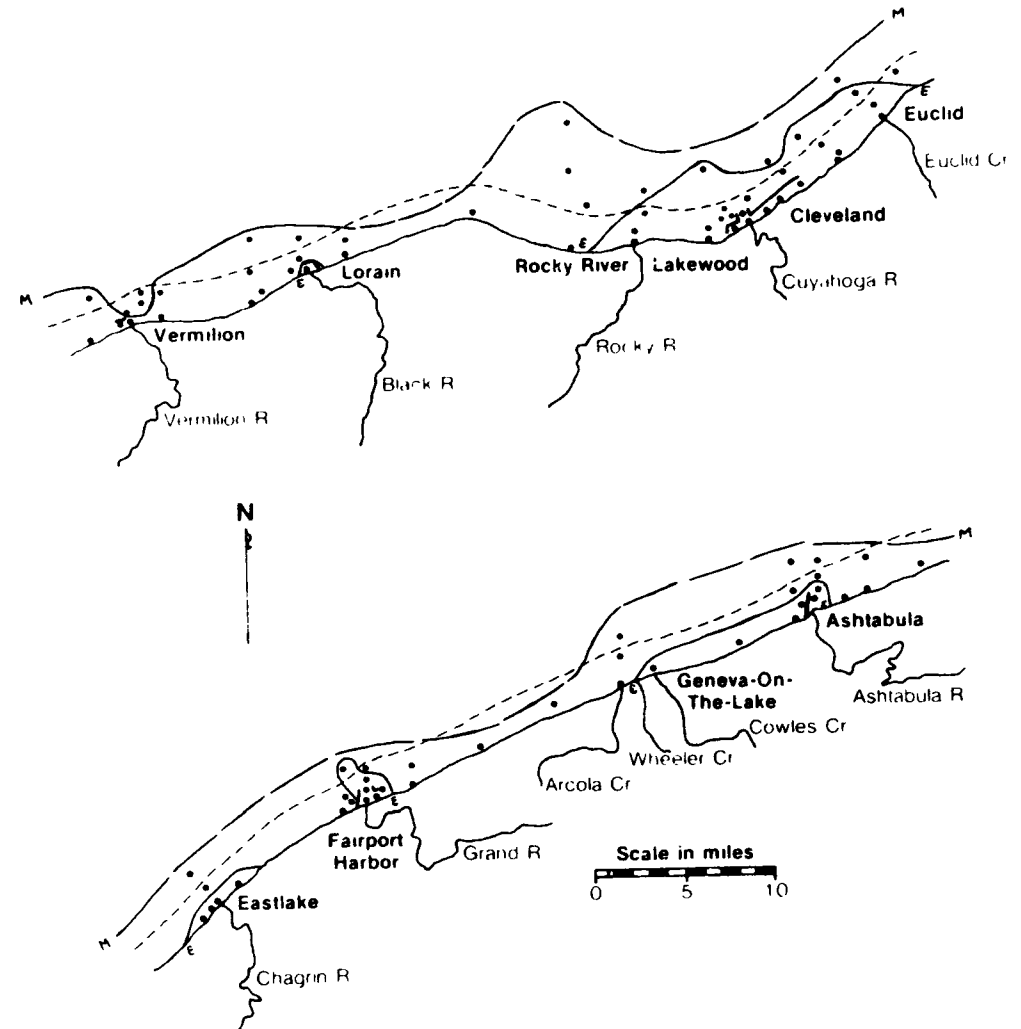 M
E
Euclid
Euclid Cr
Cleveland
Rocky River
E
Lakewood
Cuyahoga R
Lorain
E
M
Vermilion
Rocky R
Black R
Vermilion R
N
M
E
Ashtabula
Geneva-On-
The-Lake
E
Ashtabula R
Cowles Cr
Wheeler Cr
Arcola Cr
E
Fairport
Harbor
Grand R
Scale in miles
0 5 10
Eastlake
M
E
Chagrin R